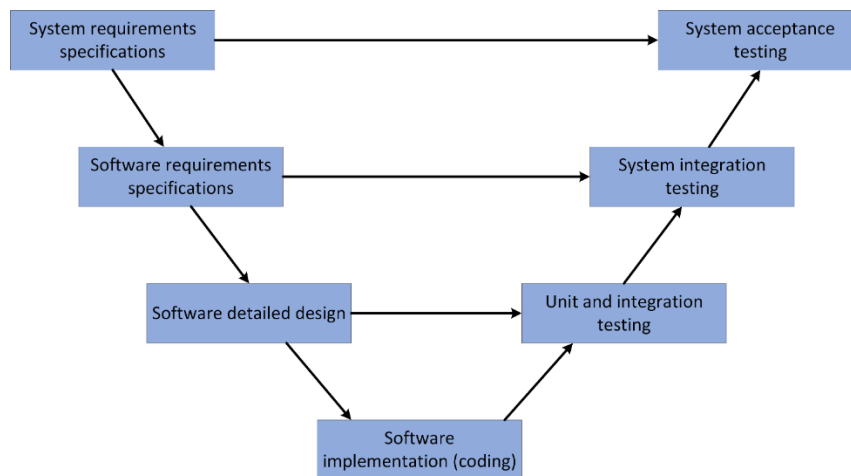 System requirements
specifications
System acceptance
testing
Software requirements
specifications
System integration
testing
Software detailed design
Unit and integration
testing
Software
implementation (coding)